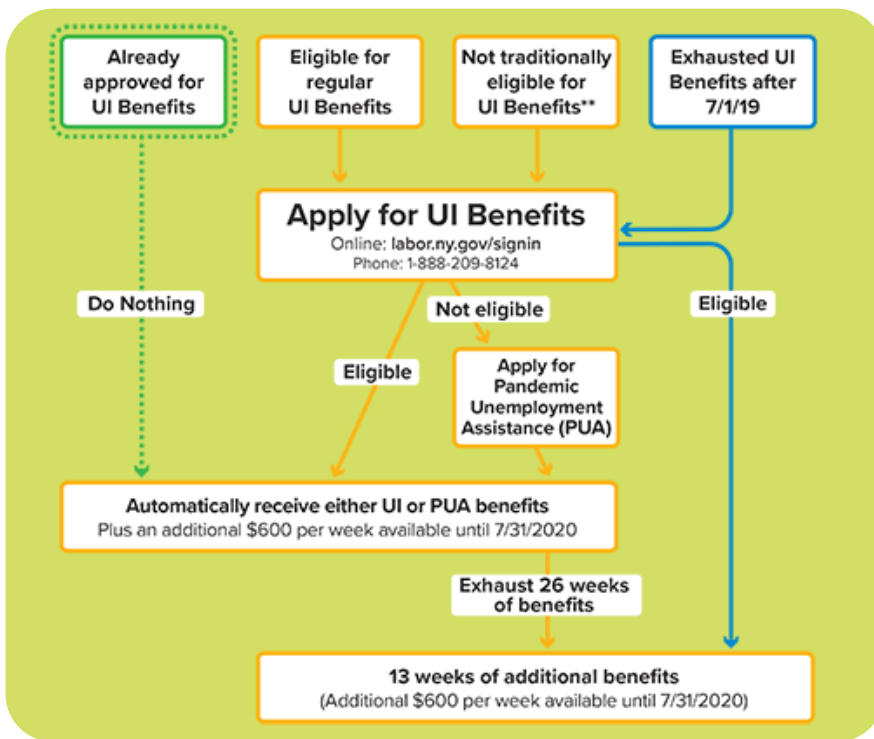 Already
approved for
UI Benefits
Eligible for
regular
UI Benefits
Not traditionally
eligible for
UI Benefits**
Exhausted UI
Benefits after
7/1/19
Apply for UI Benefits
Online: labor.ny.gov/signin
Phone: 1-888-209-8124
Do Nothing
Not eligible
Eligible
Eligible
Apply for
Pandemic
Unemployment
Assistance (PUA)
Automatically receive either UI or PUA benefits
Plus an additional $600 per week available until 7/31/2020
Exhaust 26 weeks
of benefits
13 weeks of additional benefits
(Additional $600 per week available until 7/31/2020)